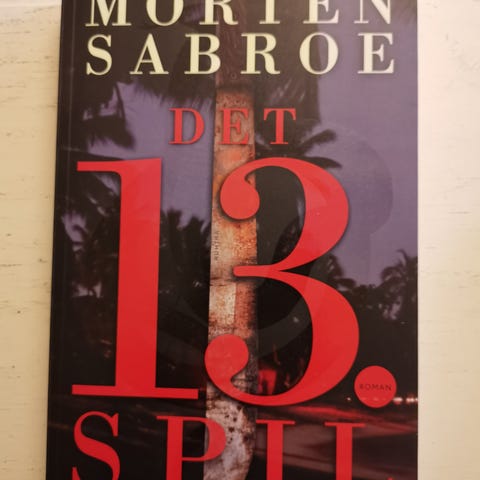 MORTEN
SABROE
DET
13.
ROMAN
SPIL